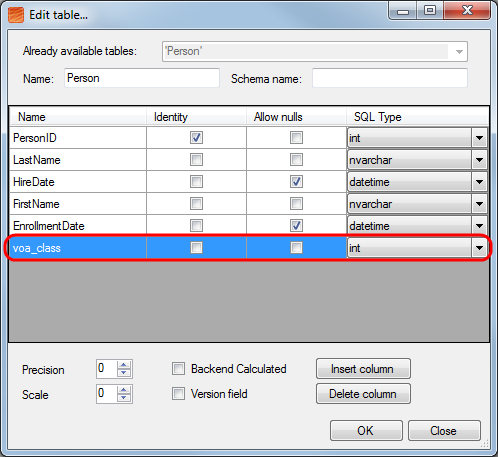 Edit table...
Already available tables: 'Person'
Name: Person Schema name:
Name Identity Allow nulls SQL Type
PersonID int
LastName nvarchar
HireDate datetime
FirstName nvarchar
EnrollmentDate datetime
voa_class int
Precision 0 Backend Calculated Insert column
Scale 0 Version field Delete column
OK Close